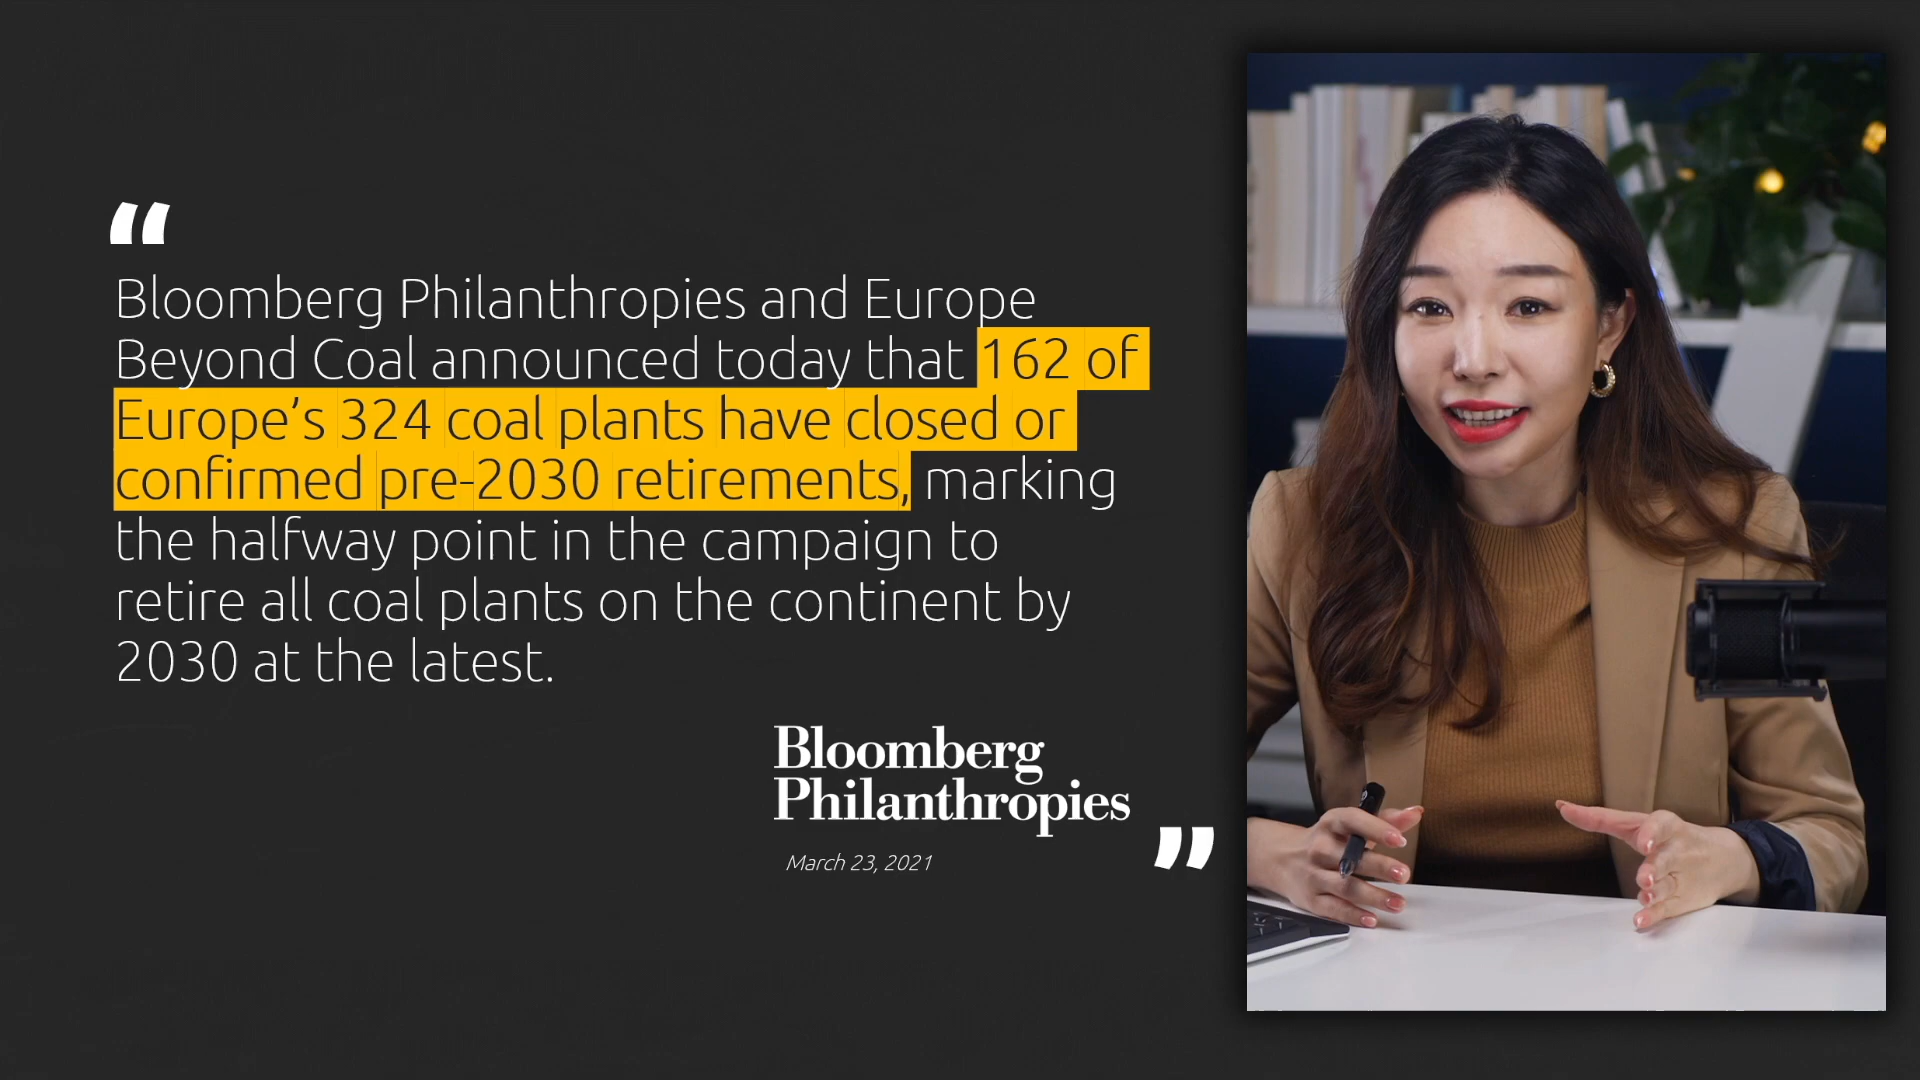 “
Bloomberg Philanthropies and Europe
Beyond Coal announced today that 162 of
Europe’s 324 coal plants have closed or
confirmed pre-2030 retirements, marking
the halfway point in the campaign to
retire all coal plants on the continent by
2030 at the latest.
Bloomberg
Philanthropies
March 23, 2021
”